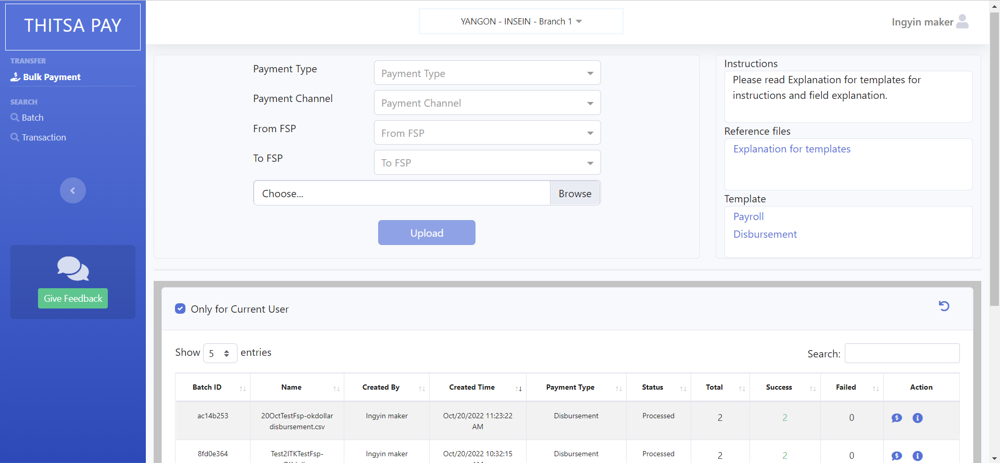 THITSA PAY
TRANSFER
Bulk Payment
SEARCH
Batch
Transaction
Give Feedback
YANGON - INSEIN - Branch 1
Ingyin maker
Payment Type
Payment Type
Payment Channel
Payment Channel
From FSP
From FSP
To FSP
To FSP
Choose...
Browse
Upload
Instructions
Please read Explanation for templates for
instructions and field explanation.
Reference files
Explanation for templates
Template
Payroll
Disbursement
Only for Current User
Show 5 entries
Search:
Batch ID Name Created By Created Time Payment Type Status Total Success Failed Action
ac14b253 20OctTestFsp-okdollar Ingyin maker Oct/20/2022 11:23:22 Disbursement Processed 2 2 0
disbursement.csv AM
8fd0e364 Test2ITKTestFsp- Ingyin maker Oct/20/2022 10:32:15 Disbursement Processed 2 2 0